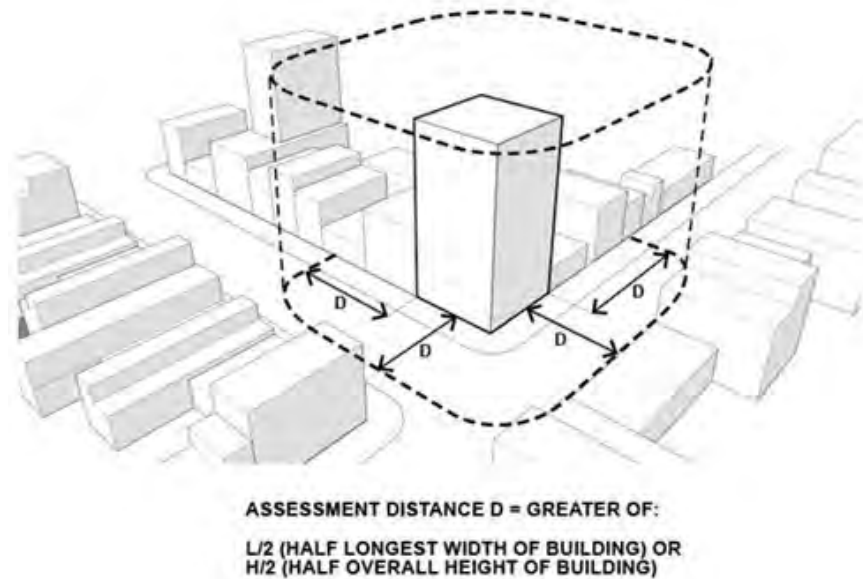 D
D
D
D
ASSESSMENT DISTANCE D = GREATER OF:
L/2 (HALF LONGEST WIDTH OF BUILDING) OR
H/2 (HALF OVERALL HEIGHT OF BUILDING)